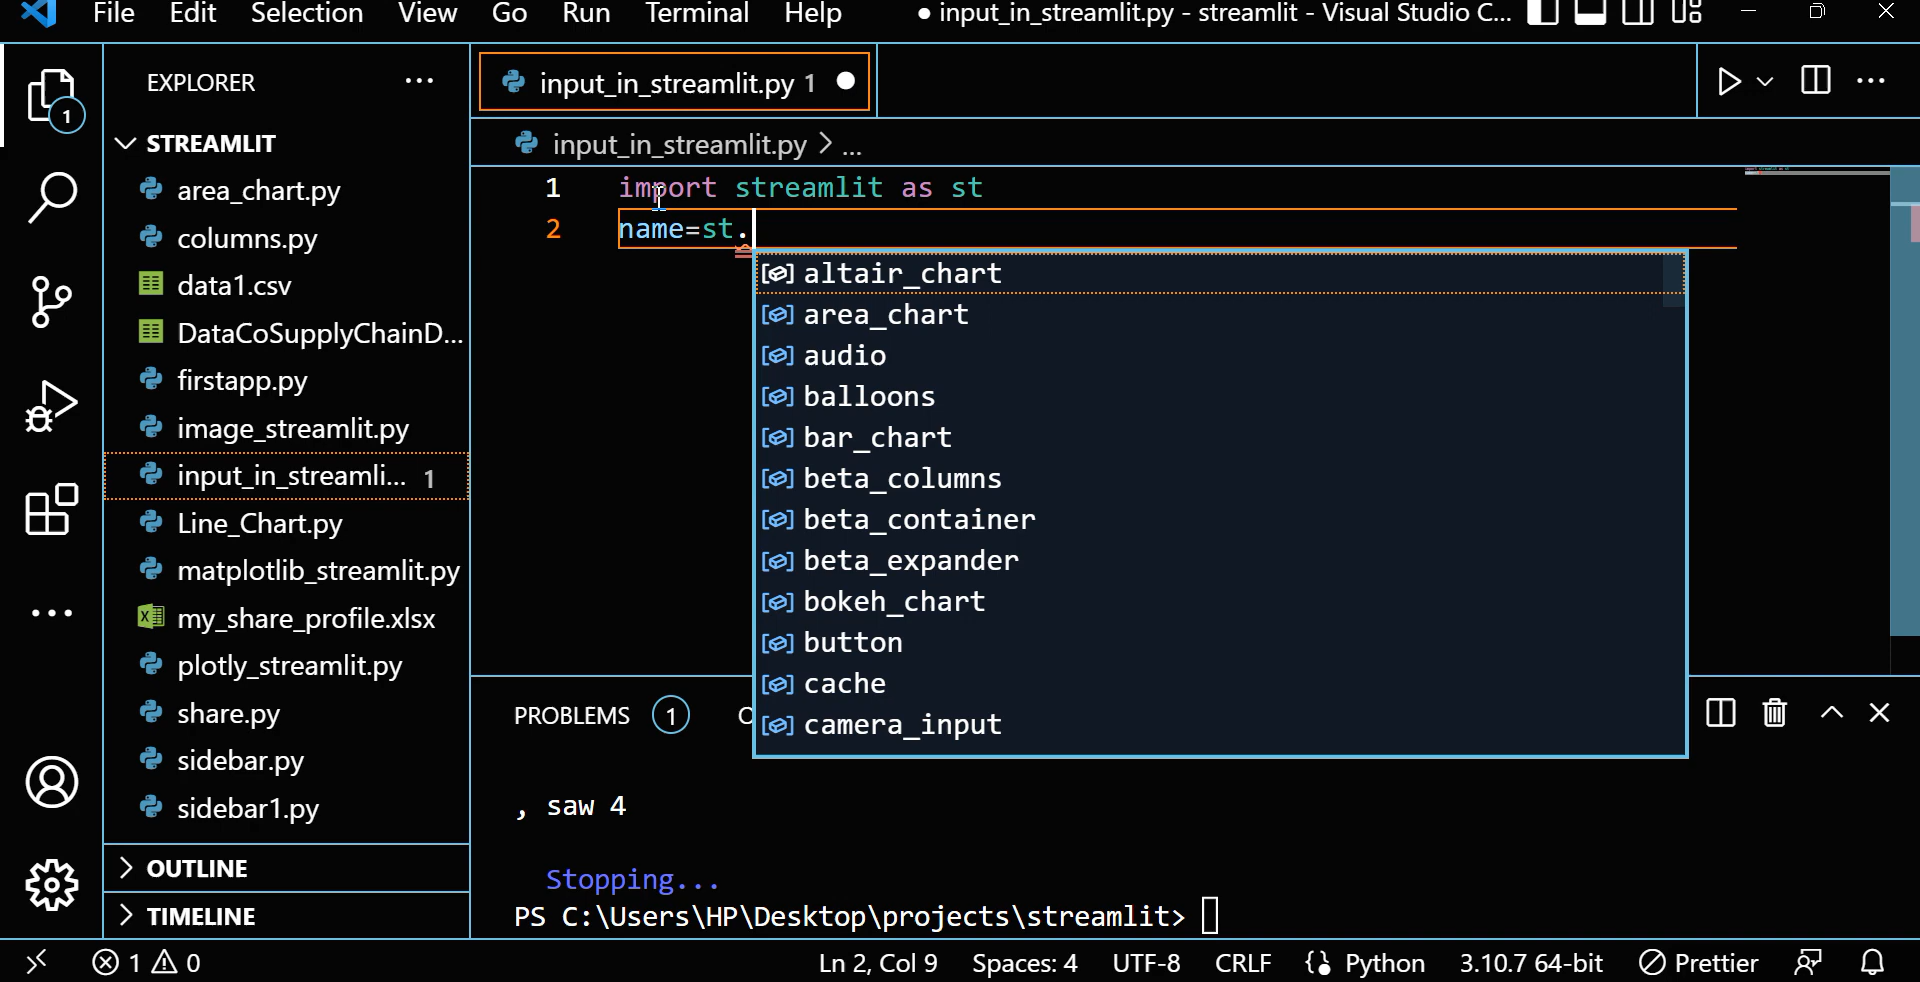 File Edit Selection View Go Run Terminal Help ● input_in_streamlit.py - streamlit - Visual Studio C...
EXPLORER ...
1
STREAMLIT
area_chart.py
columns.py
data1.csv
DataCoSupplyChainD...
firstapp.py
image_streamlit.py
input_in_streamli... 1
Line_Chart.py
matplotlib_streamlit.py
my_share_profile.xlsx
plotly_streamlit.py
share.py
sidebar.py
sidebar1.py
OUTLINE
TIMELINE
input_in_streamlit.py 1 ●
input_in_streamlit.py > ...
1 import streamlit as st
2 name=st.
altair_chart
area_chart
audio
balloons
bar_chart
beta_columns
beta_container
beta_expander
bokeh_chart
button
cache
camera_input
PROBLEMS 1 O
, saw 4
Stopping...
PS C:\Users\HP\Desktop\projects\streamlit>
1 0 Ln 2, Col 9 Spaces: 4 UTF-8 CRLF Python 3.10.7 64-bit Prettier